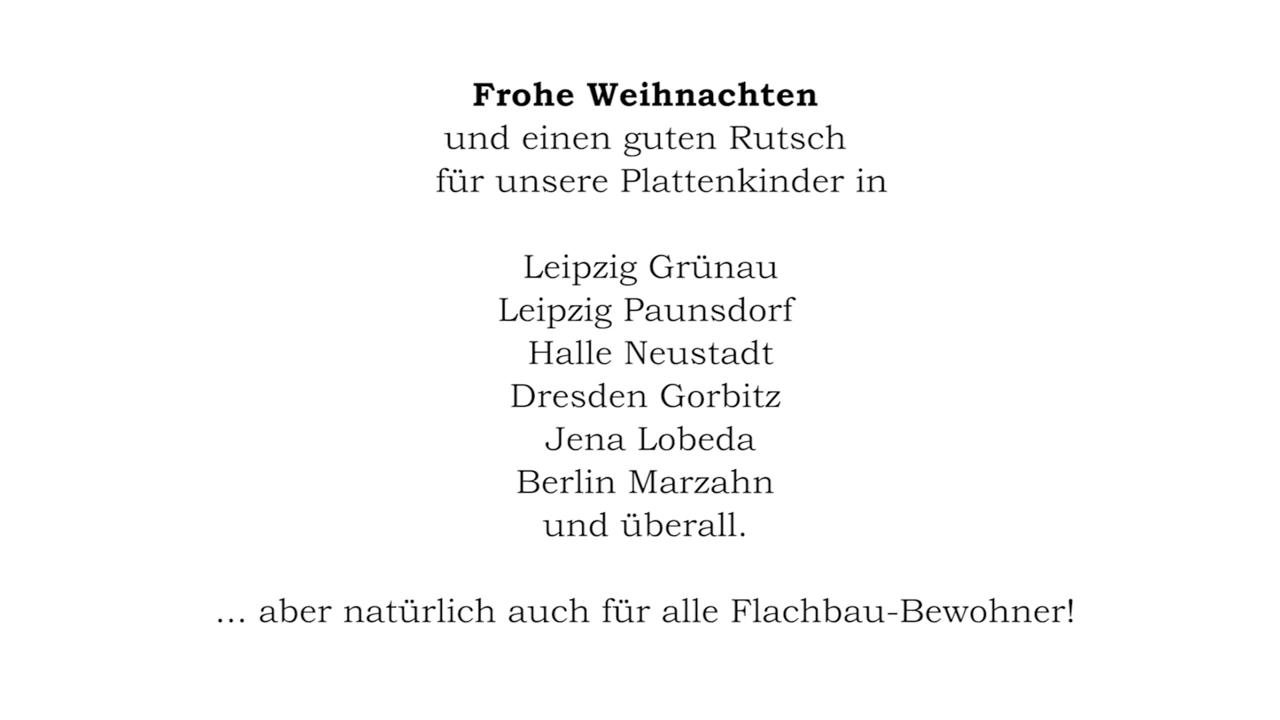 Frohe Weihnachten
und einen guten Rutsch
für unsere Plattenkinder in
Leipzig Grünau
Leipzig Paunsdorf
Halle Neustadt
Dresden Gorbitz
Jena Lobeda
Berlin Marzahn
und überall.
... aber natürlich auch für alle Flachbau-Bewohner!